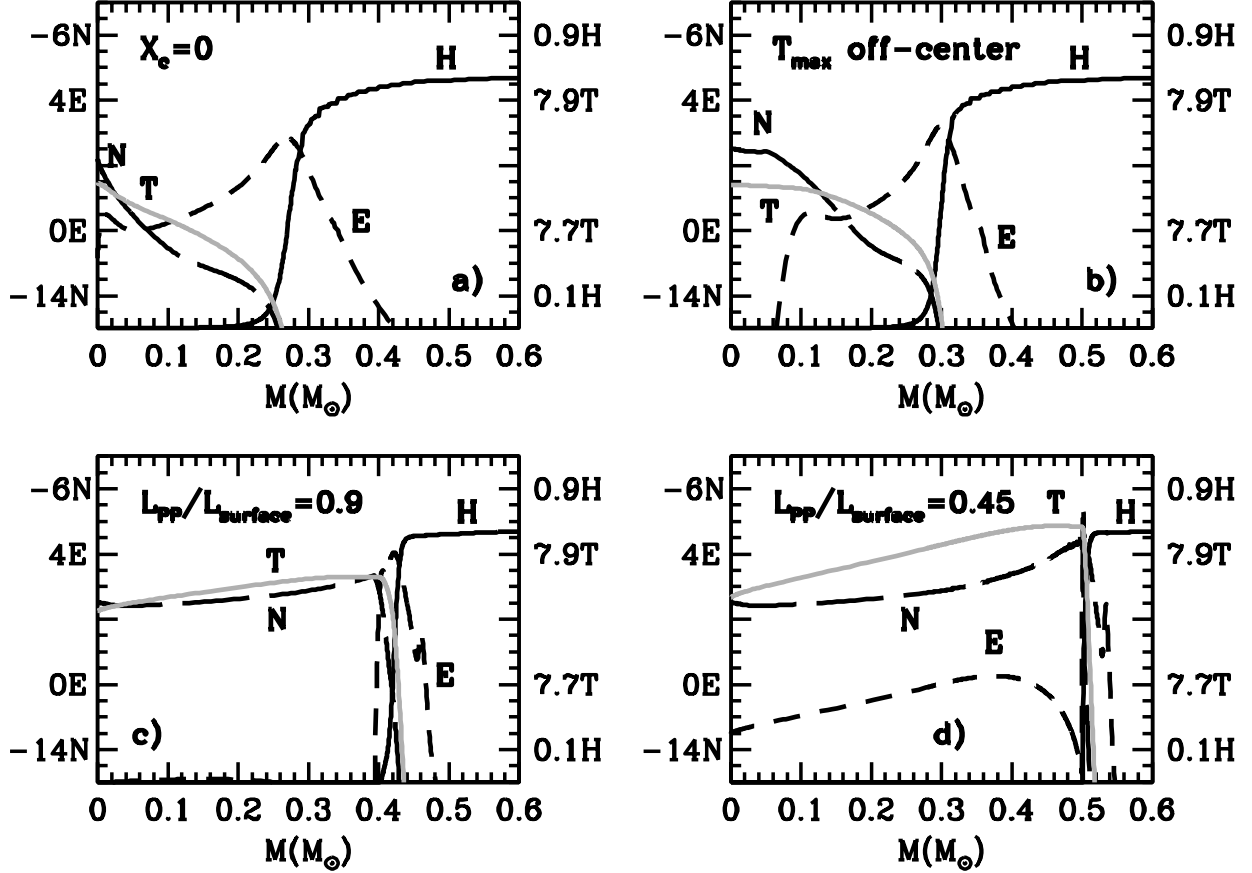 X_c=0
-6N
4E
0E
-14N
0.9H
7.9T
7.7T
0.1H
H
N
T
E
a)
0 0.1 0.2 0.3 0.4 0.5 0.6
M(M_⊙)
T_max off-center
-6N
4E
0E
-14N
0.9H
7.9T
7.7T
0.1H
H
N
T
E
b)
0 0.1 0.2 0.3 0.4 0.5 0.6
M(M_⊙)
L_PP/L_surface=0.9
-6N
4E
0E
-14N
0.9H
7.9T
7.7T
0.1H
H
T
N
E
c)
0 0.1 0.2 0.3 0.4 0.5 0.6
M(M_⊙)
L_PP/L_surface=0.45
-6N
4E
0E
-14N
0.9H
7.9T
7.7T
0.1H
T
H
N
E
d)
0 0.1 0.2 0.3 0.4 0.5 0.6
M(M_⊙)